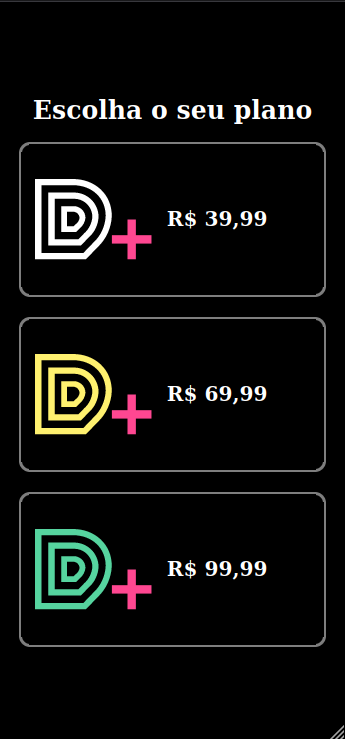 Escolha o seu plano
D+
R$ 39,99
D+
R$ 69,99
D+
R$ 99,99